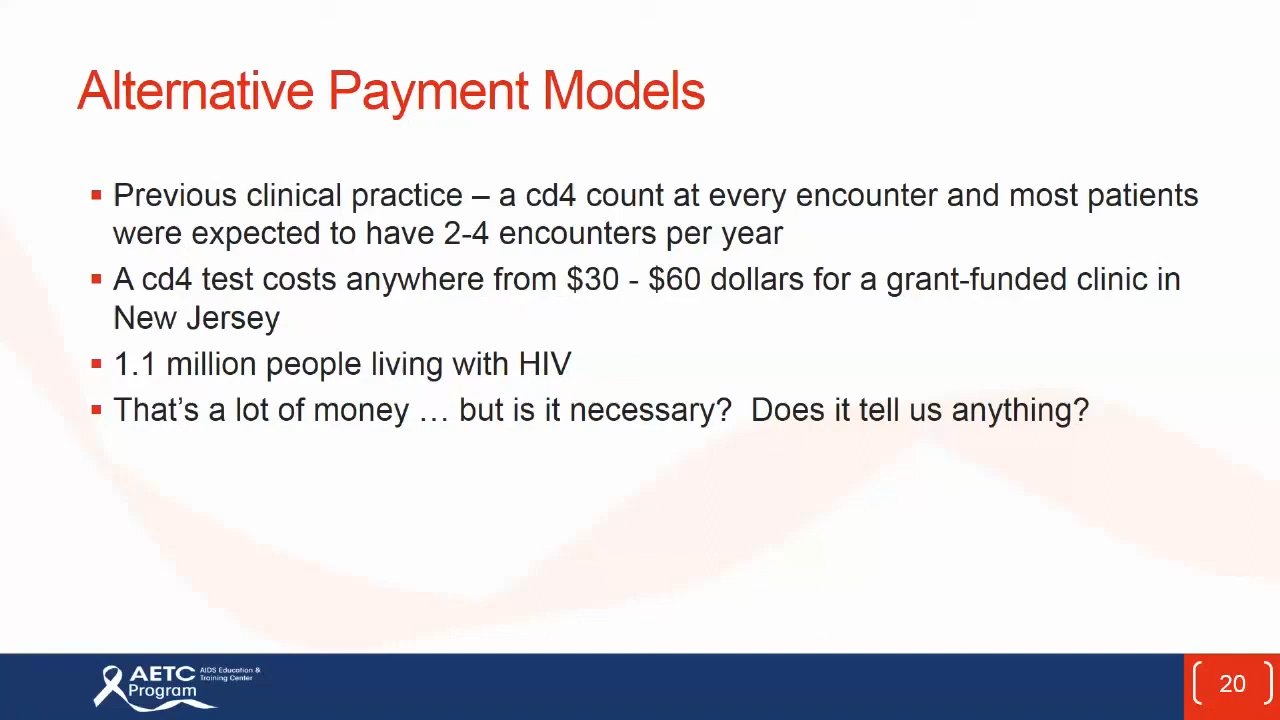 Alternative Payment Models
▪ Previous clinical practice – a cd4 count at every encounter and most patients
were expected to have 2-4 encounters per year
▪ A cd4 test costs anywhere from $30 - $60 dollars for a grant-funded clinic in
New Jersey
▪ 1.1 million people living with HIV
▪ That’s a lot of money … but is it necessary?  Does it tell us anything?
AETC
Program
AIDS Education &
Training Center
20